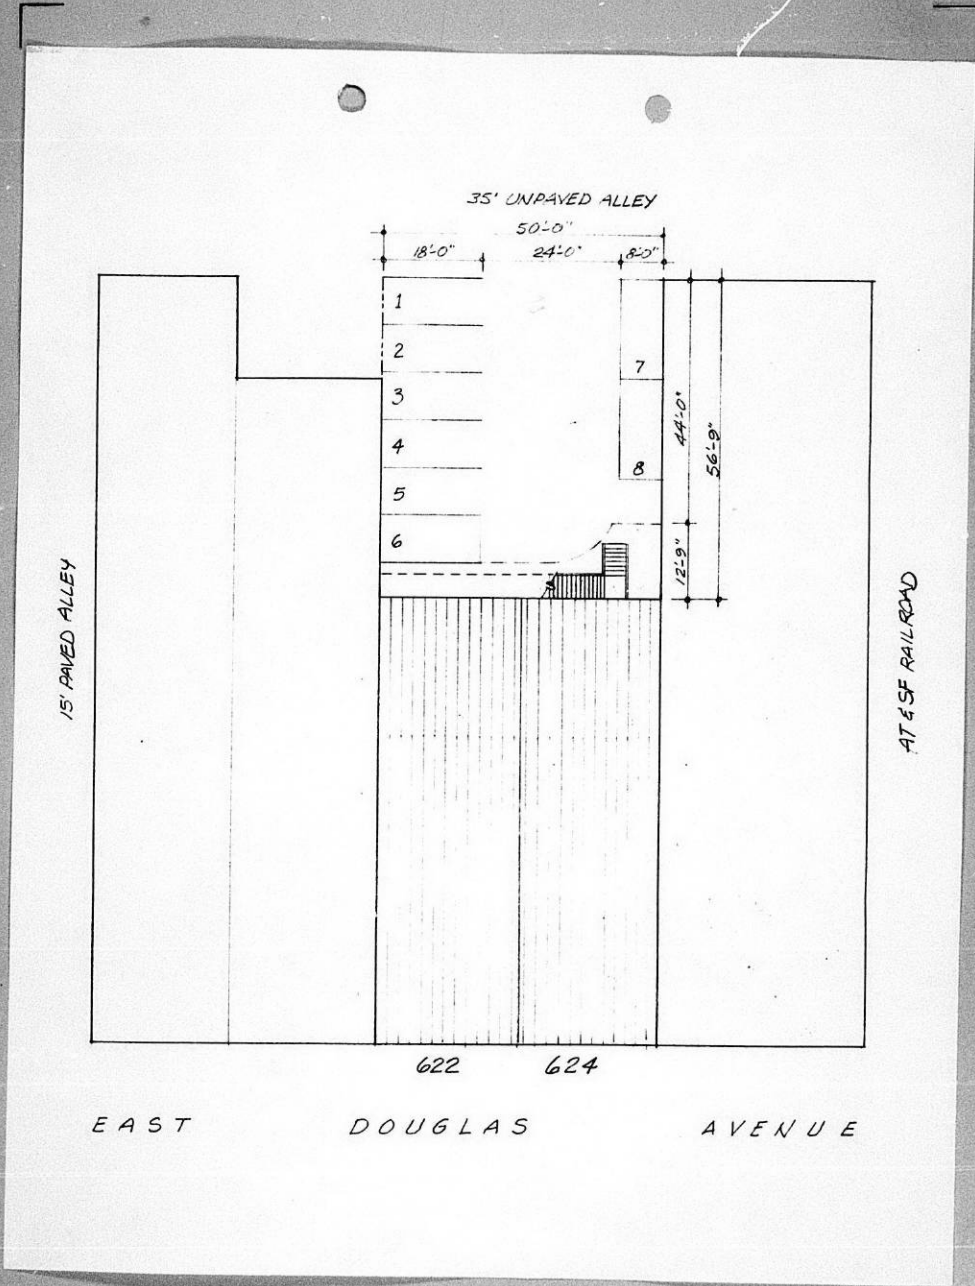 35' UNPAVED ALLEY
50'-0"
18'-0" 24'-0" 8'-0"
1
2
3
4
5
6
7
8
44'-0"
56'-9"
12'-9"
15' PAVED ALLEY
AT & SF RAILROAD
622 624
EAST DOUGLAS AVENUE